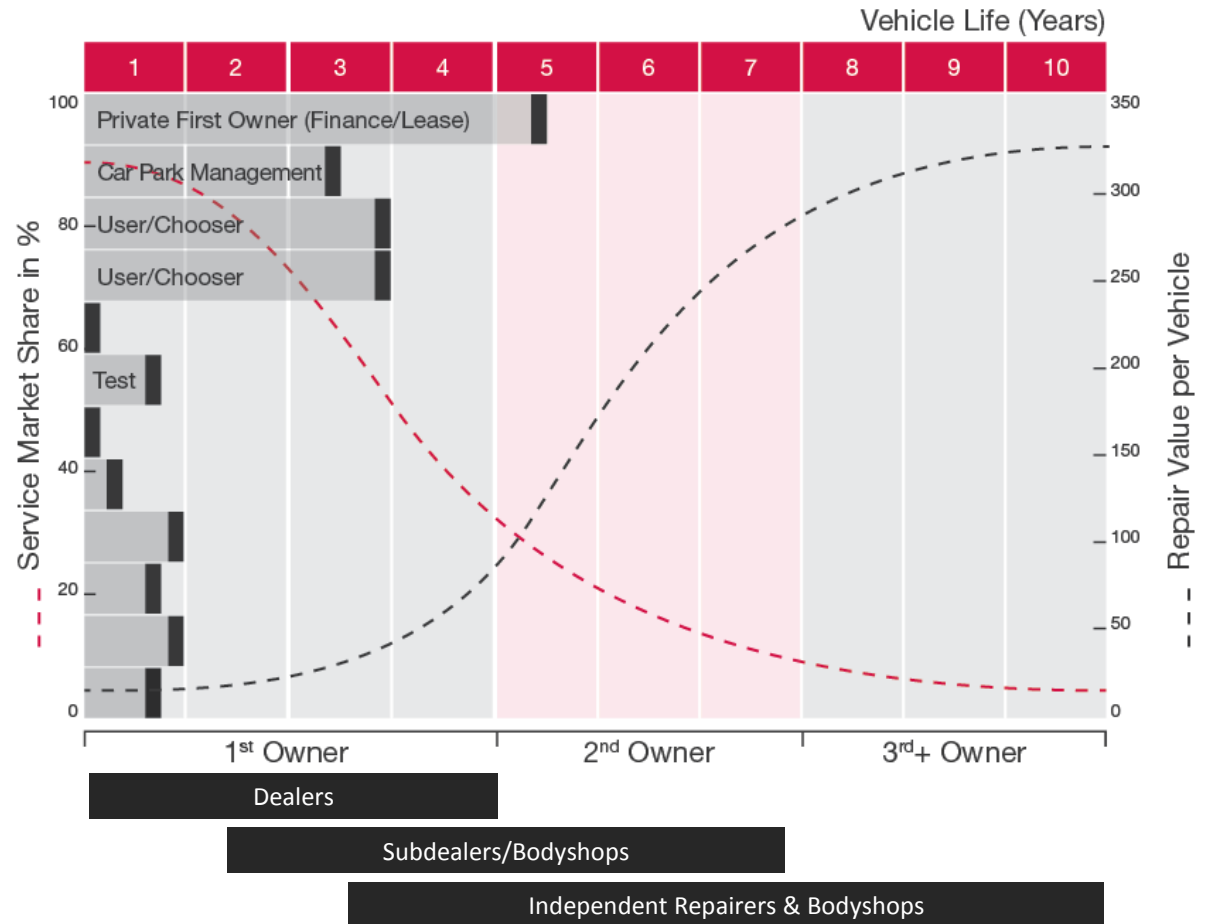 Vehicle Life (Years)
1 2 3 4 5 6 7 8 9 10
100
80
60
40
20
0
Service Market Share in %
Private First Owner (Finance/Lease)
Car Park Management
User/Chooser
User/Chooser
Test
350
300
250
200
150
100
50
0
Repair Value per Vehicle
1st Owner 2nd Owner 3rd+ Owner
Dealers
Subdealers/Bodyshops
Independent Repairers & Bodyshops